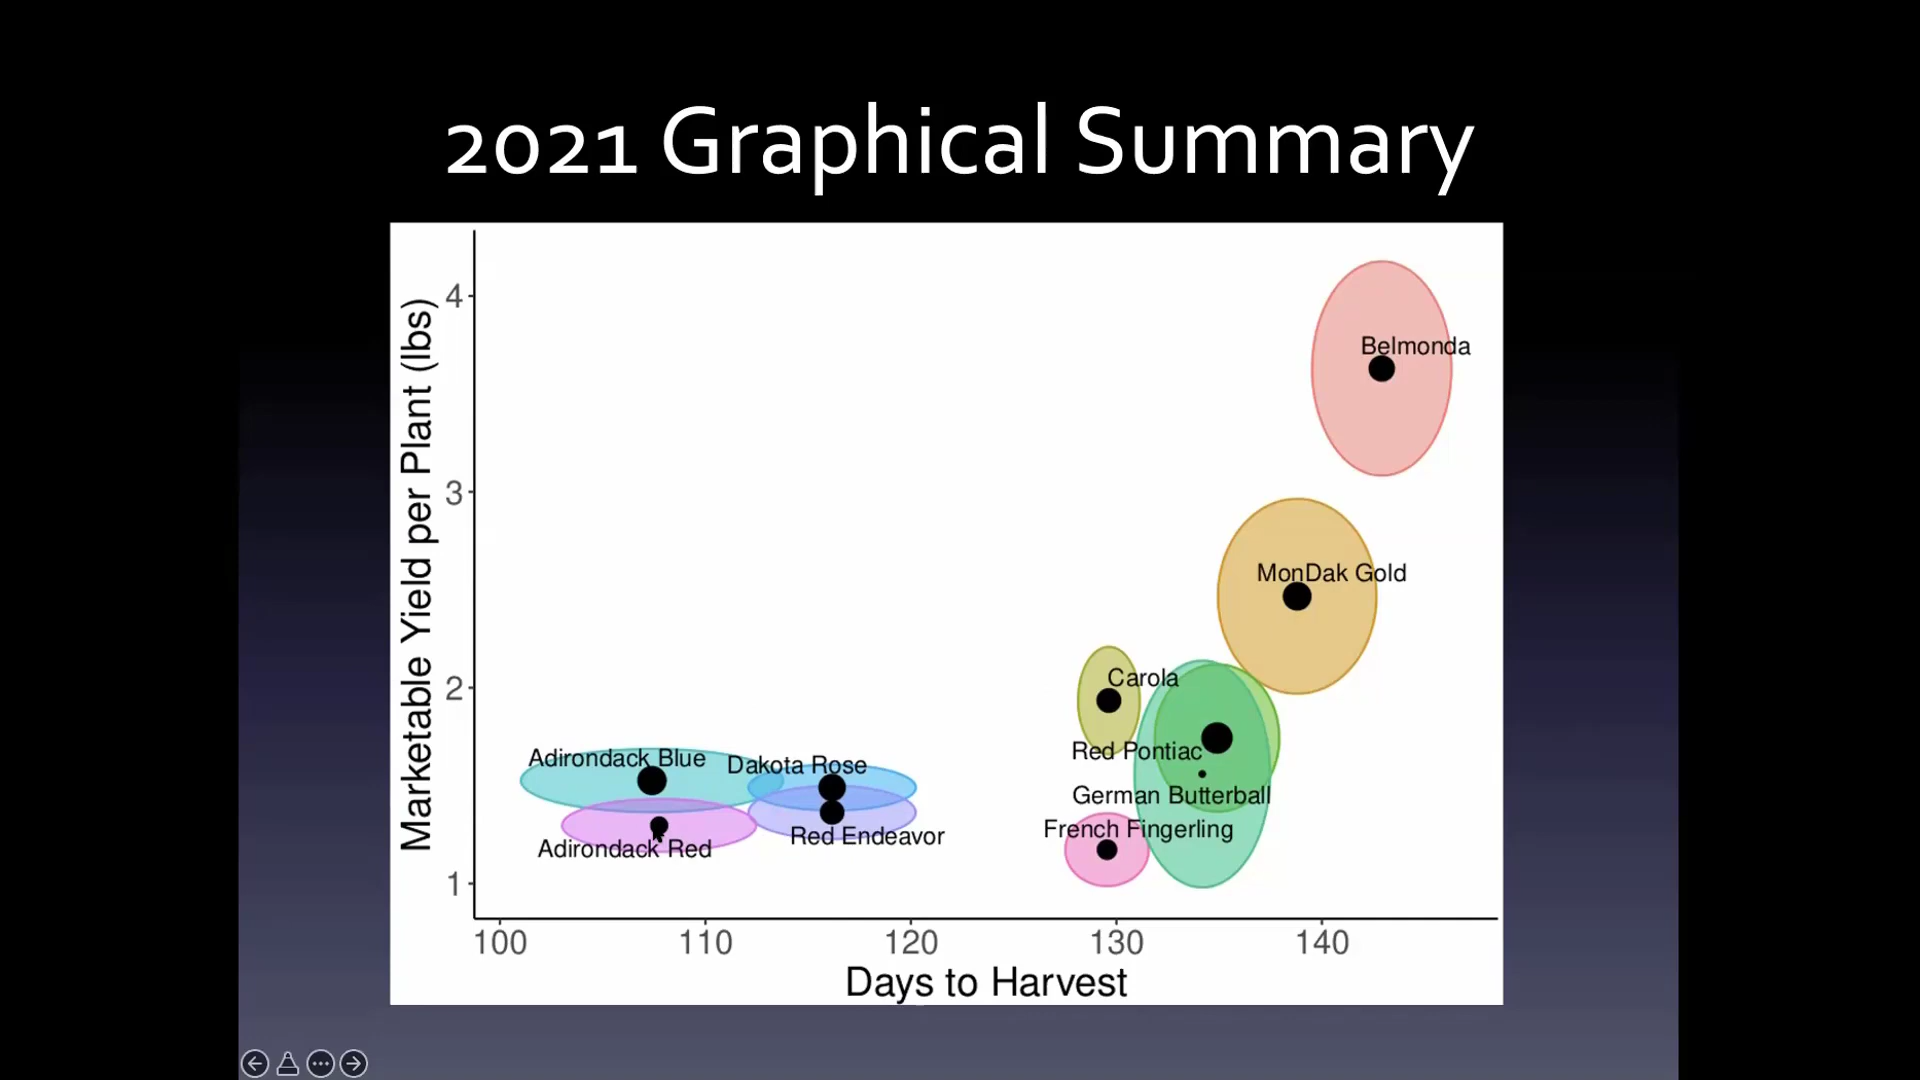 2021 Graphical Summary
Marketable Yield per Plant (lbs)
4
3
2
1
Belmonda
MonDak Gold
Carola
Red Pontiac
German Butterball
French Fingerling
Adirondack Blue
Dakota Rose
Red Endeavor
Adirondack Red
100 110 120 130 140
Days to Harvest